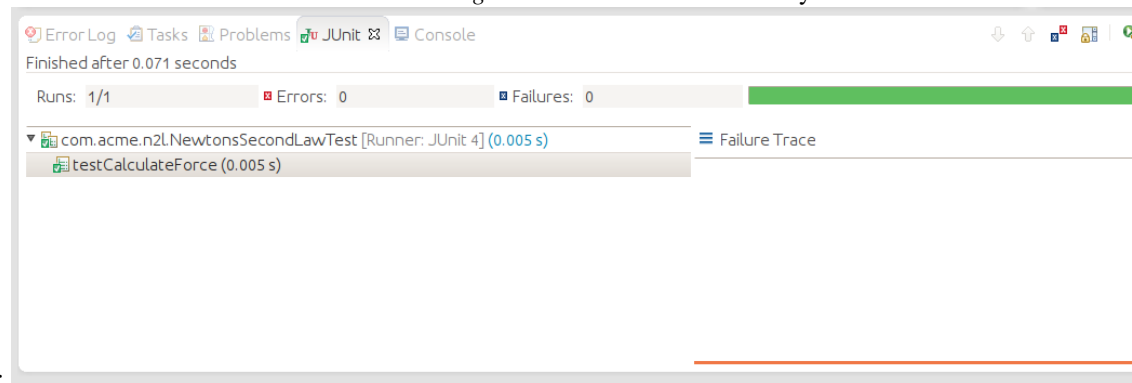 Error Log Tasks Problems JUnit Console
Finished after 0.071 seconds
Runs: 1/1 Errors: 0 Failures: 0
com.acme.n2l.NewtonsSecondLawTest [Runner: JUnit 4] (0.005 s)
Failure Trace
testCalculateForce (0.005 s)